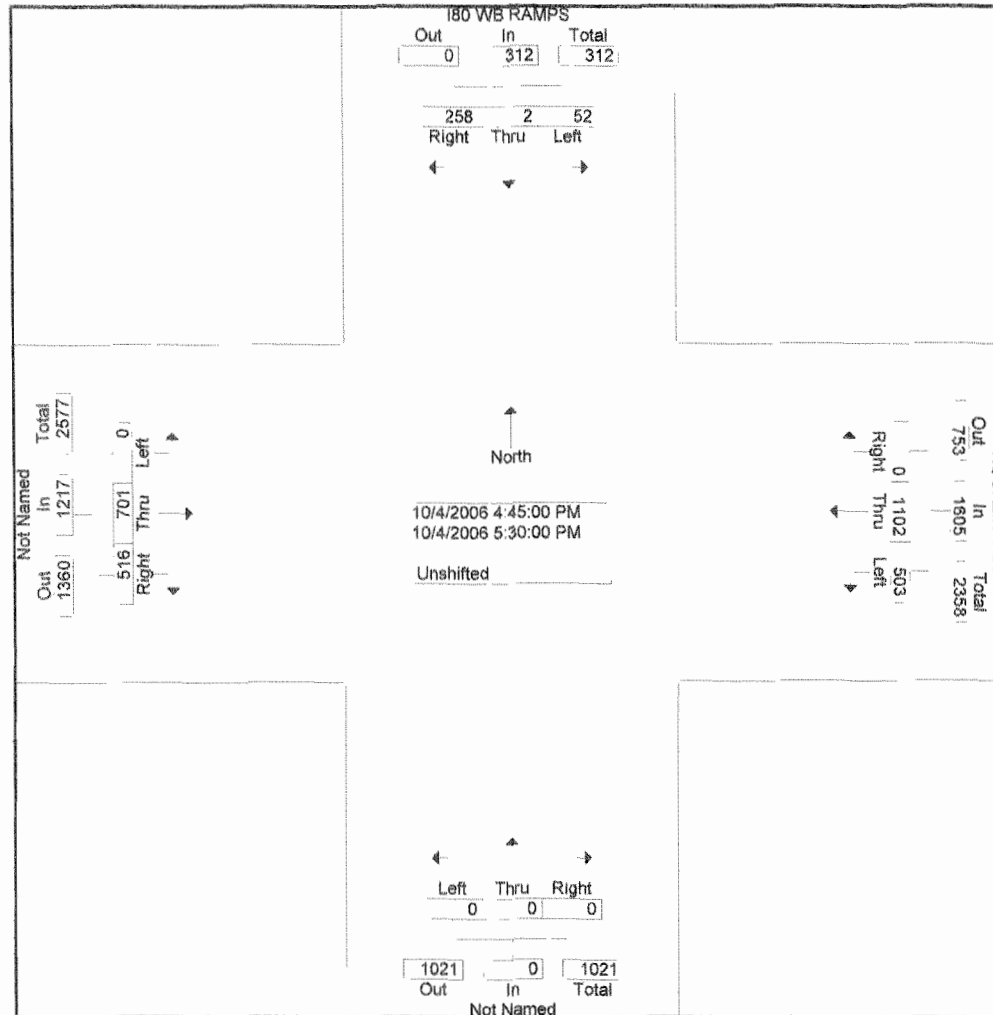 I80 WB RAMPS
Out In Total
0 312 312
258 2 52
Right Thru Left
Not Named
Total In Out
2577 1217 1360
0 701 516
Left Thru Right
North
10/4/2006 4:45:00 PM
10/4/2006 5:30:00 PM
Unshifted
Out In Total
753 1605 2358
0 1102 503
Right Thru Left
Left Thru Right
0 0 0
1021 0 1021
Out In Total
Not Named